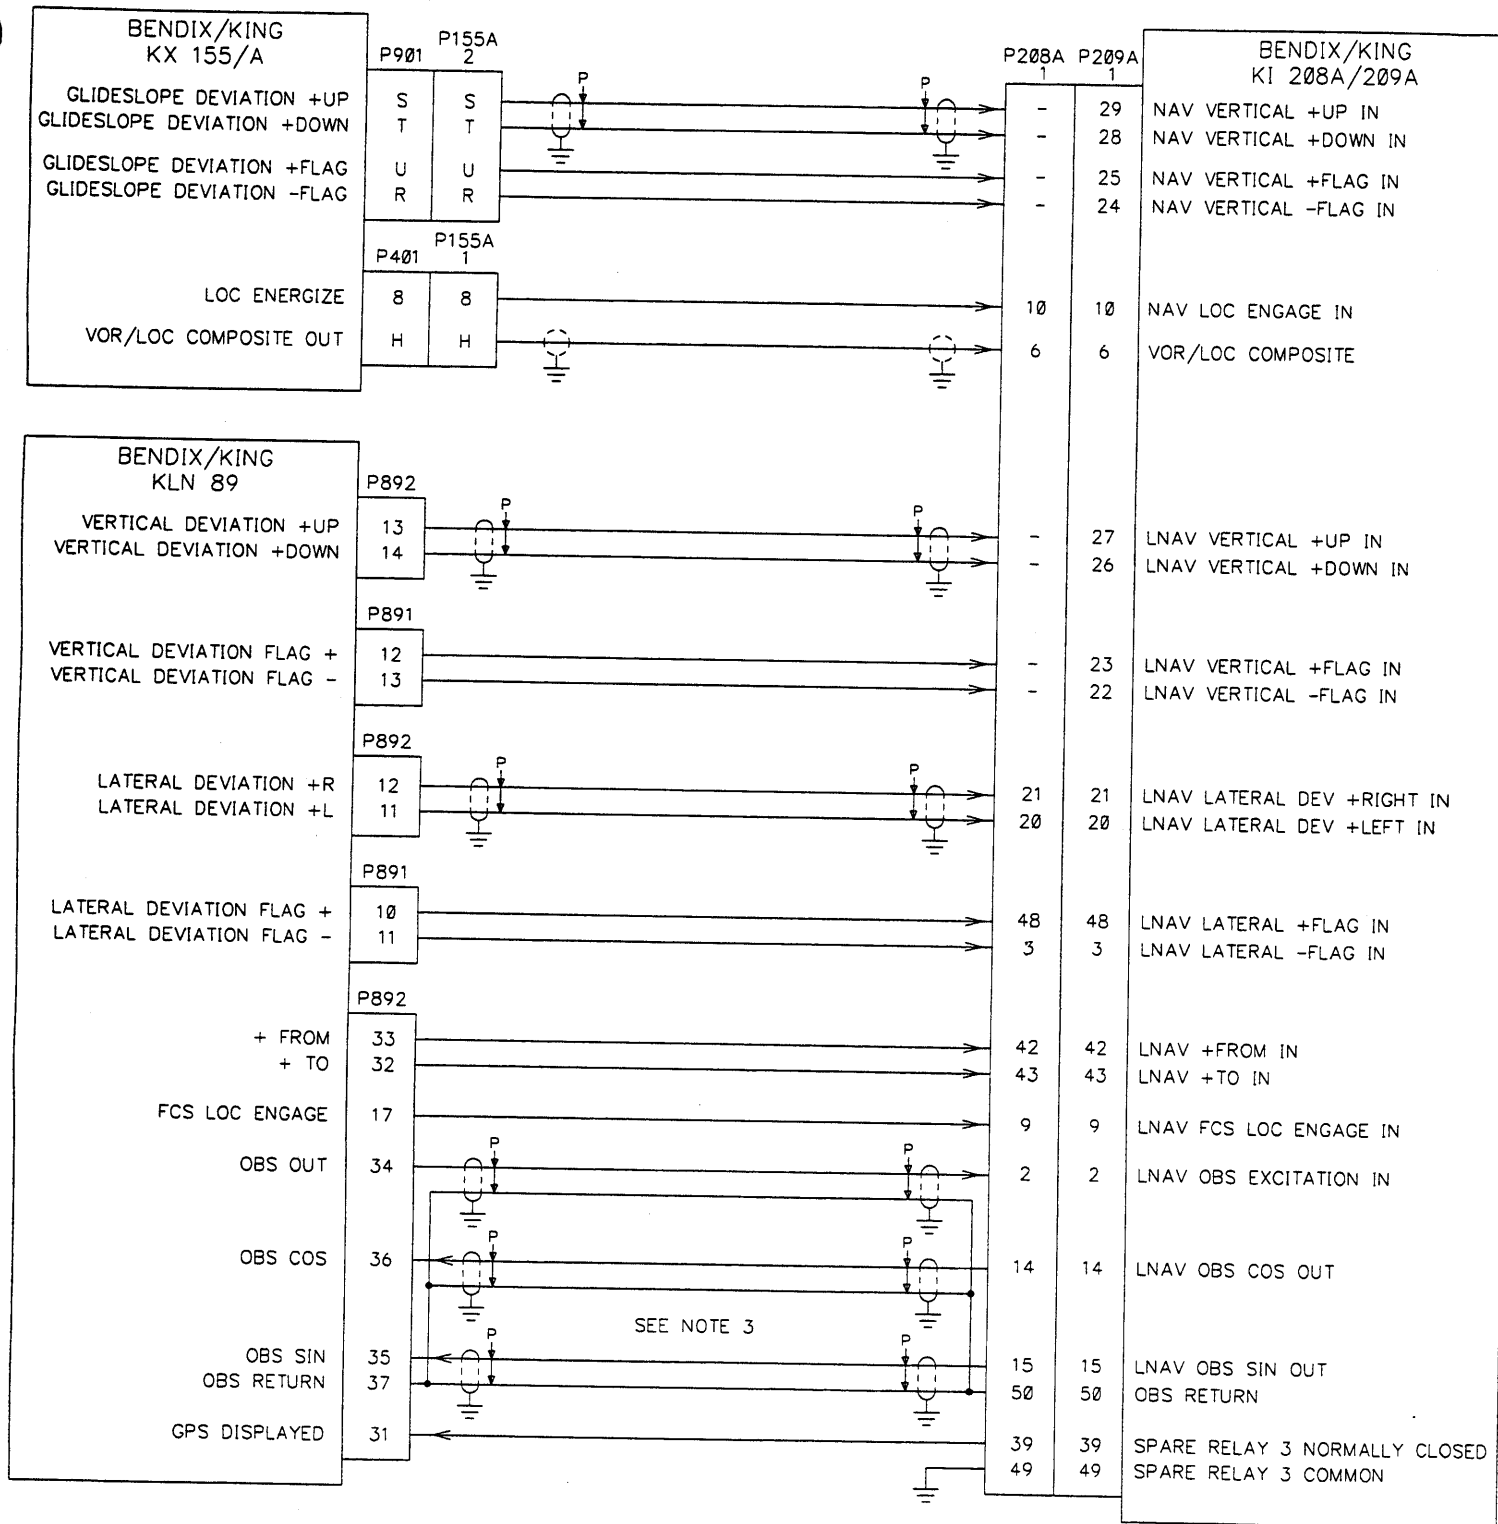 BENDIX/KING
KX 155/A
P901
P155A
2
GLIDESLOPE DEVIATION +UP S S
GLIDESLOPE DEVIATION +DOWN T T
GLIDESLOPE DEVIATION +FLAG U U
GLIDESLOPE DEVIATION -FLAG R R
P401
P155A
1
LOC ENERGIZE 8 8
VOR/LOC COMPOSITE OUT H H
P
P
P208A
1
P209A
1
BENDIX/KING
KI 208A/209A
- 29 NAV VERTICAL +UP IN
- 28 NAV VERTICAL +DOWN IN
- 25 NAV VERTICAL +FLAG IN
- 24 NAV VERTICAL -FLAG IN
10 10 NAV LOC ENGAGE IN
6 6 VOR/LOC COMPOSITE
BENDIX/KING
KLN 89
P892
P
P
VERTICAL DEVIATION +UP 13 - 27 LNAV VERTICAL +UP IN
VERTICAL DEVIATION +DOWN 14 - 26 LNAV VERTICAL +DOWN IN
P891
VERTICAL DEVIATION FLAG + 12 - 23 LNAV VERTICAL +FLAG IN
VERTICAL DEVIATION FLAG - 13 - 22 LNAV VERTICAL -FLAG IN
P892
P
P
LATERAL DEVIATION +R 12 21 21 LNAV LATERAL DEV +RIGHT IN
LATERAL DEVIATION +L 11 20 20 LNAV LATERAL DEV +LEFT IN
P891
LATERAL DEVIATION FLAG + 10 48 48 LNAV LATERAL +FLAG IN
LATERAL DEVIATION FLAG - 11 3 3 LNAV LATERAL -FLAG IN
P892
+ FROM 33 42 42 LNAV +FROM IN
+ TO 32 43 43 LNAV +TO IN
FCS LOC ENGAGE 17 9 9 LNAV FCS LOC ENGAGE IN
P
P
OBS OUT 34 2 2 LNAV OBS EXCITATION IN
P
P
OBS COS 36 14 14 LNAV OBS COS OUT
SEE NOTE 3
P
P
OBS SIN 35 15 15 LNAV OBS SIN OUT
OBS RETURN 37 50 50 OBS RETURN
GPS DISPLAYED 31 39 39 SPARE RELAY 3 NORMALLY CLOSED
49 49 SPARE RELAY 3 COMMON